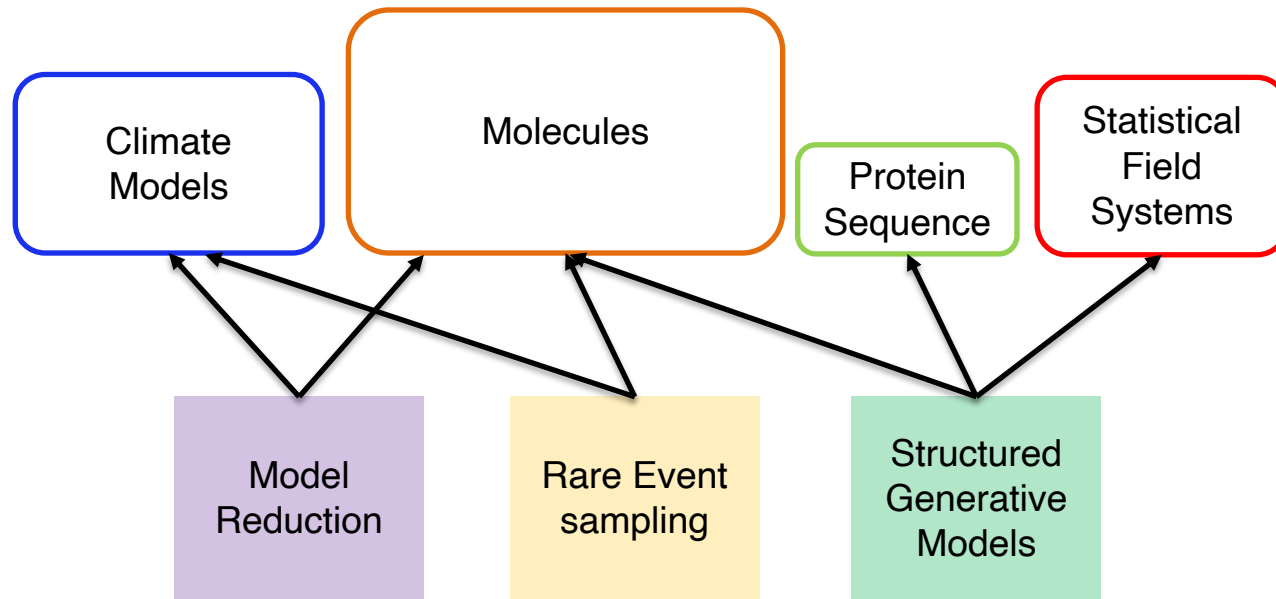 Climate
Models
Molecules
Protein
Sequence
Statistical
Field
Systems
Model
Reduction
Rare Event
sampling
Structured
Generative
Models